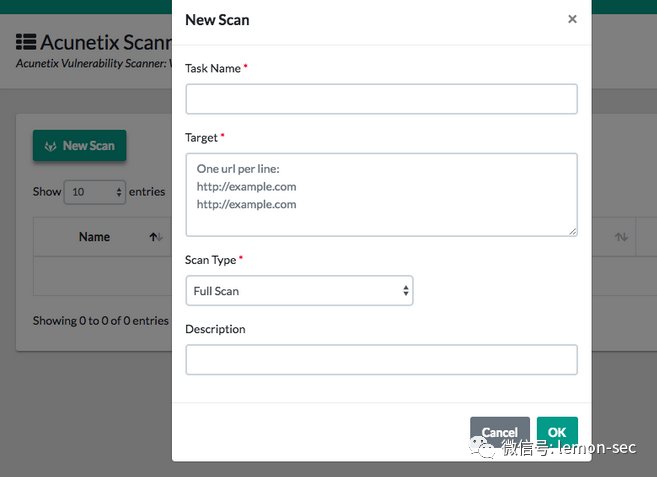 New Scan
×
Acunetix Scann
Acunetix Vulnerability Scanner:
Task Name *
Target *
One url per line:
http://example.com
http://example.com
Scan Type *
Full Scan
Description
Cancel
OK
New Scan
Show 10 entries
Name
Showing 0 to 0 of 0 entries
微信号: lemon-sec